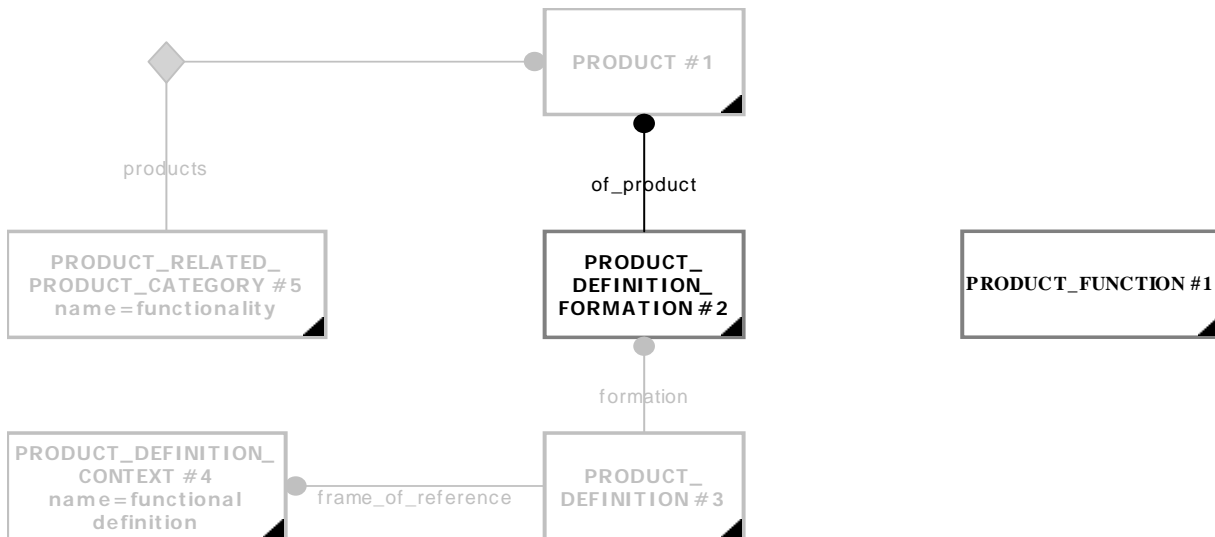 PRODUCT #1
products
of_product
PRODUCT_RELATED_
PRODUCT_CATEGORY #5
name=functionality
PRODUCT_
DEFINITION_
FORMATION #2
PRODUCT_FUNCTION #1
formation
PRODUCT_DEFINITION_
CONTEXT #4
name=functional
definition
frame_of_reference
PRODUCT_
DEFINITION #3